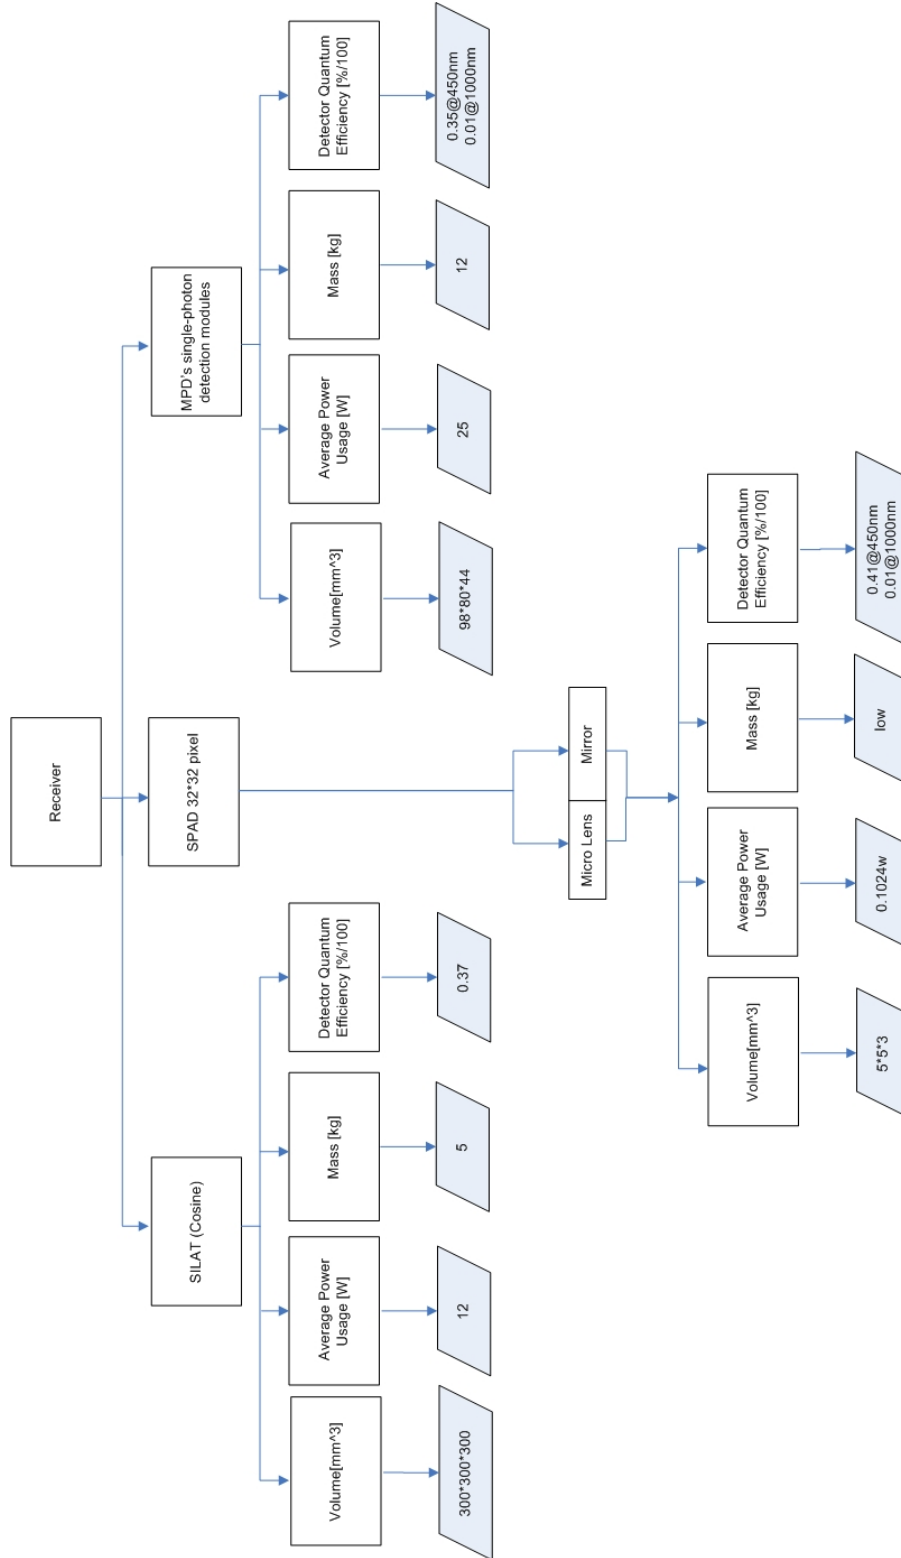 Receiver
SILAT (Cosine)
SPAD 32*32 pixel
MPD's single-photon
detection modules
Volume[mm^3]
Average Power
Usage [W]
Mass [kg]
Detector Quantum
Efficiency [%/100]
Volume[mm^3]
Average Power
Usage [W]
Mass [kg]
Detector Quantum
Efficiency [%/100]
300*300*300
12
5
0.37
98*80*44
25
12
0.35@450nm
0.01@1000nm
Micro Lens
Mirror
Volume[mm^3]
Average Power
Usage [W]
Mass [kg]
Detector Quantum
Efficiency [%/100]
5*5*3
0.1024w
low
0.41@450nm
0.01@1000nm